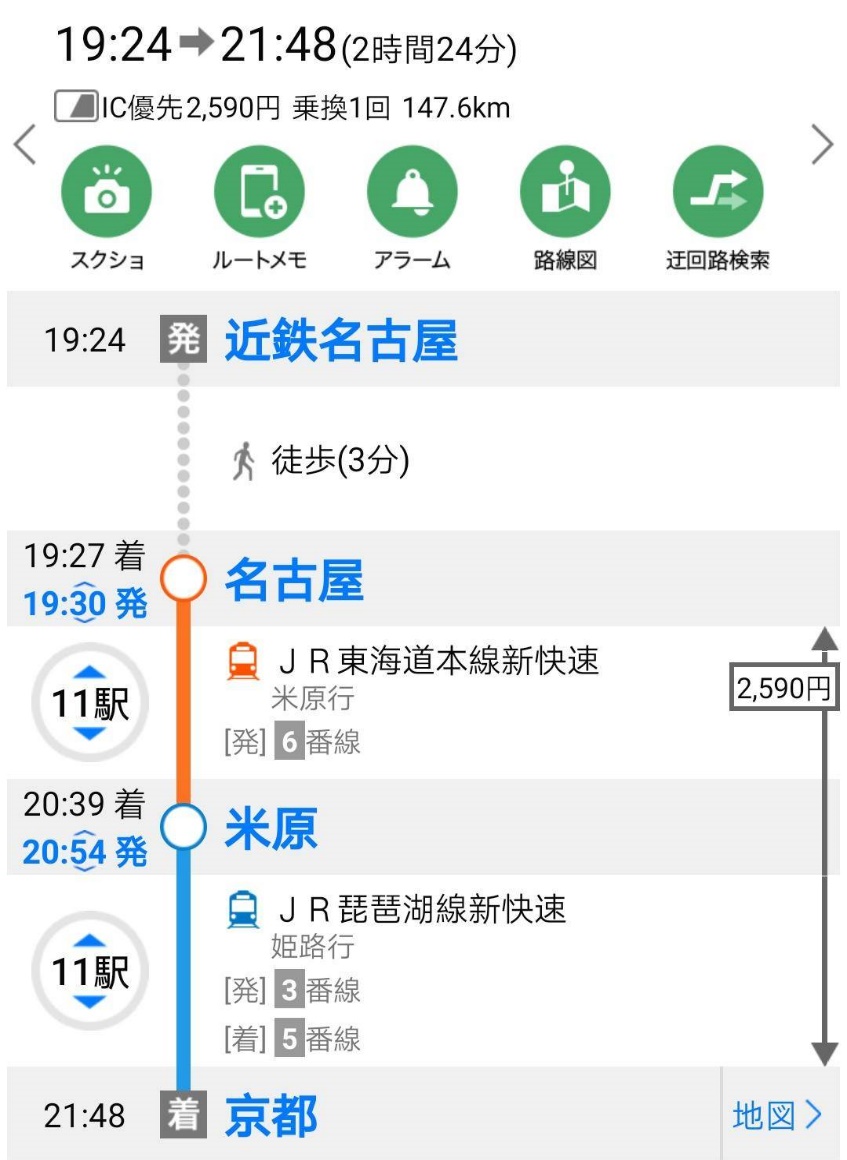 19:24➡21:48(2時間24分)
IC優先2,590円 乗換1回 147.6km
スクショ ルートメモ アラーム 路線図 迂回路検索
19:24 発 近鉄名古屋
徒歩(3分)
19:27 着
19:30 発
名古屋
ＪＲ東海道本線新快速
米原行
2,590円
11駅
[発] 6 番線
20:39 着
20:54 発
米原
ＪＲ琵琶湖線新快速
姫路行
11駅
[発] 3 番線
[着] 5 番線
21:48 着 京都 地図